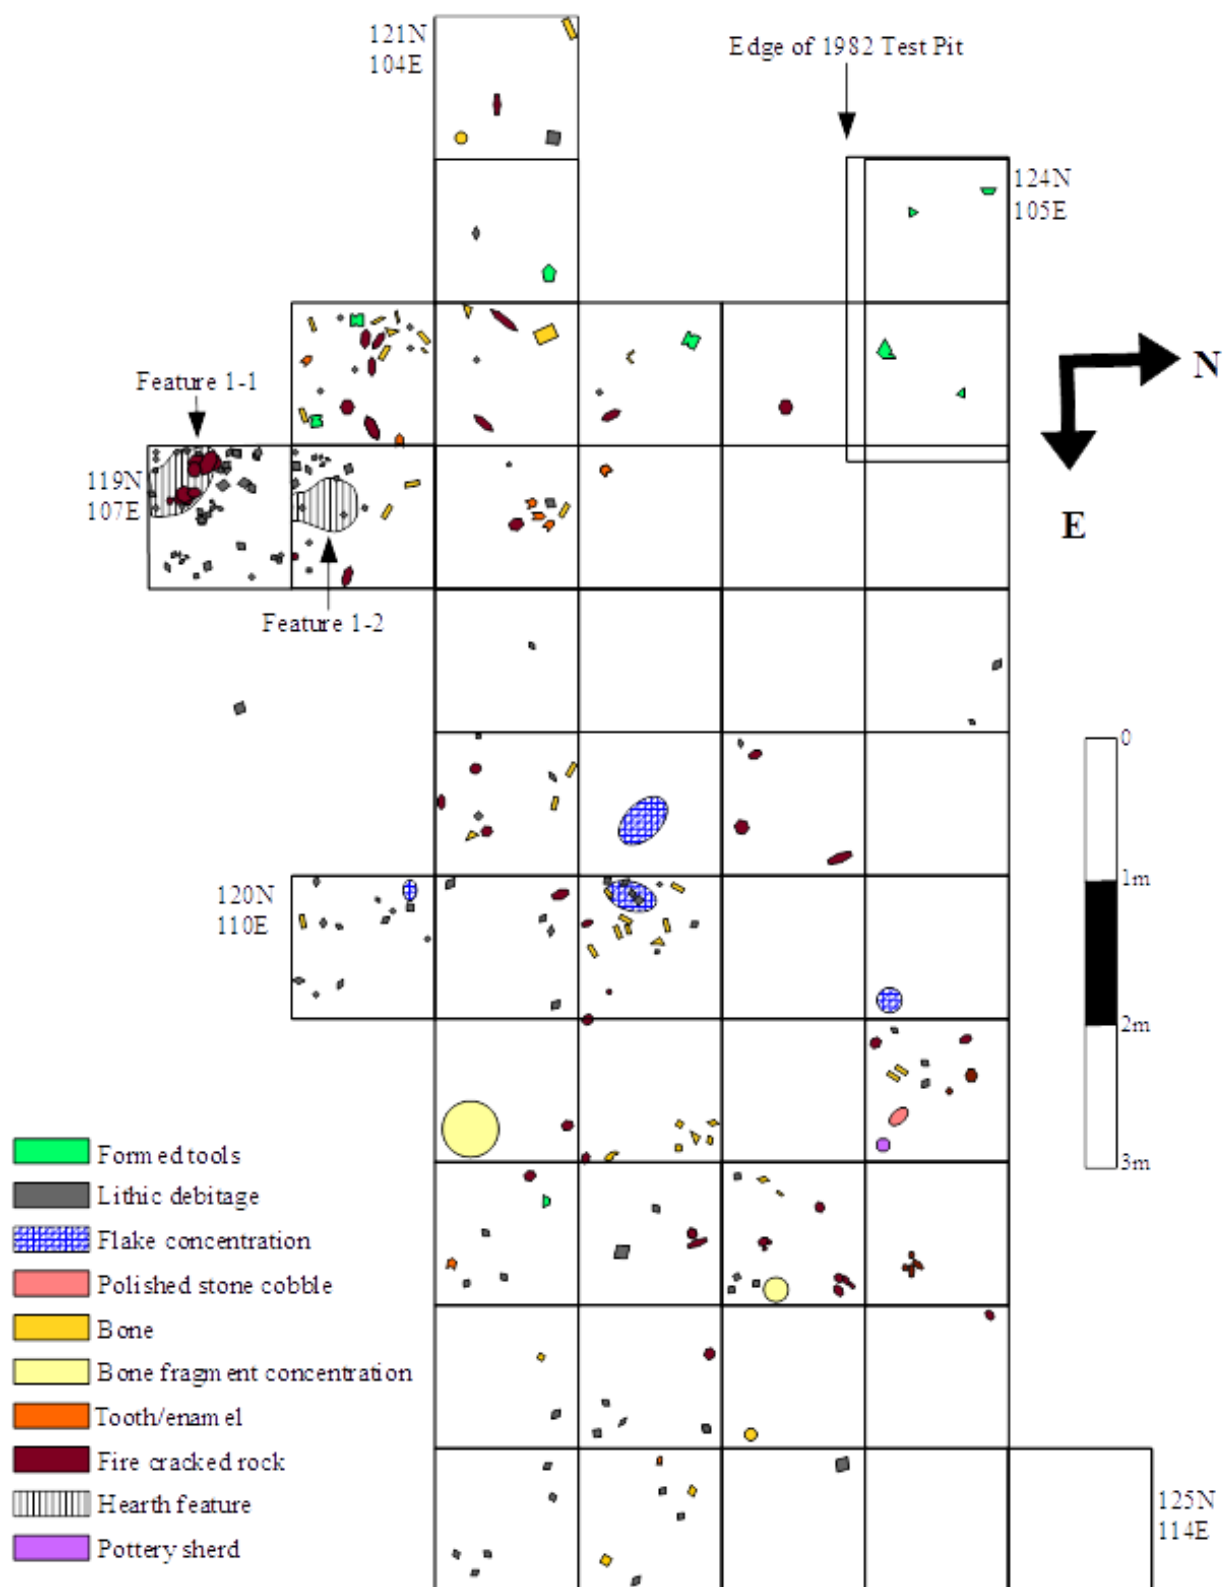 121N
104E
Edge of 1982 Test Pit
124N
105E
N
E
Feature 1-1
119N
107E
Feature 1-2
0
1m
2m
3m
120N
110E
Formed tools
Lithic debitage
Flake concentration
Polished stone cobble
Bone
Bone fragment concentration
Tooth/enamel
Fire cracked rock
Hearth feature
Pottery sherd
125N
114E